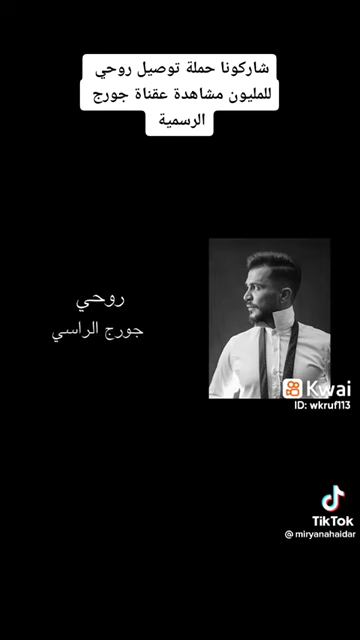 شاركونا حملة توصيل روحي
للمليون مشاهدة عقناة جورج
الرسمية
روحي
جورج الراسي
Kwai
ID: wkruf113
TikTok
@miryanahaidar